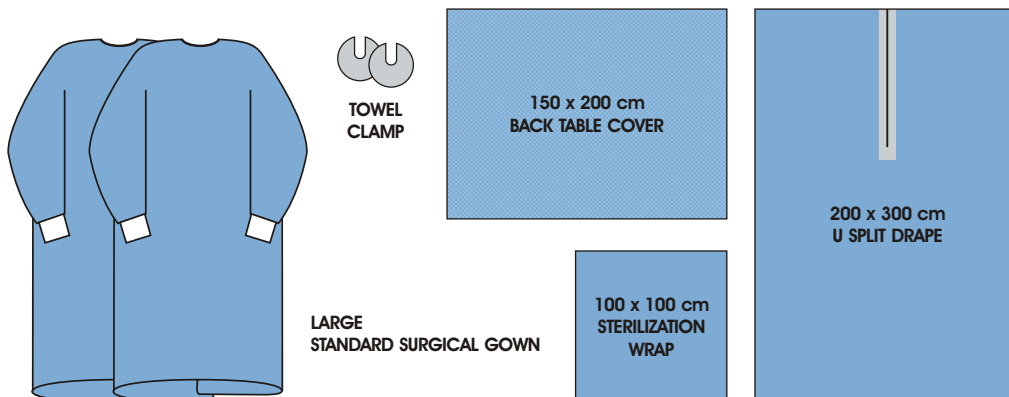 TOWEL
CLAMP
150 x 200 cm
BACK TABLE COVER
200 x 300 cm
U SPLIT DRAPE
100 x 100 cm
STERILIZATION
WRAP
LARGE
STANDARD SURGICAL GOWN